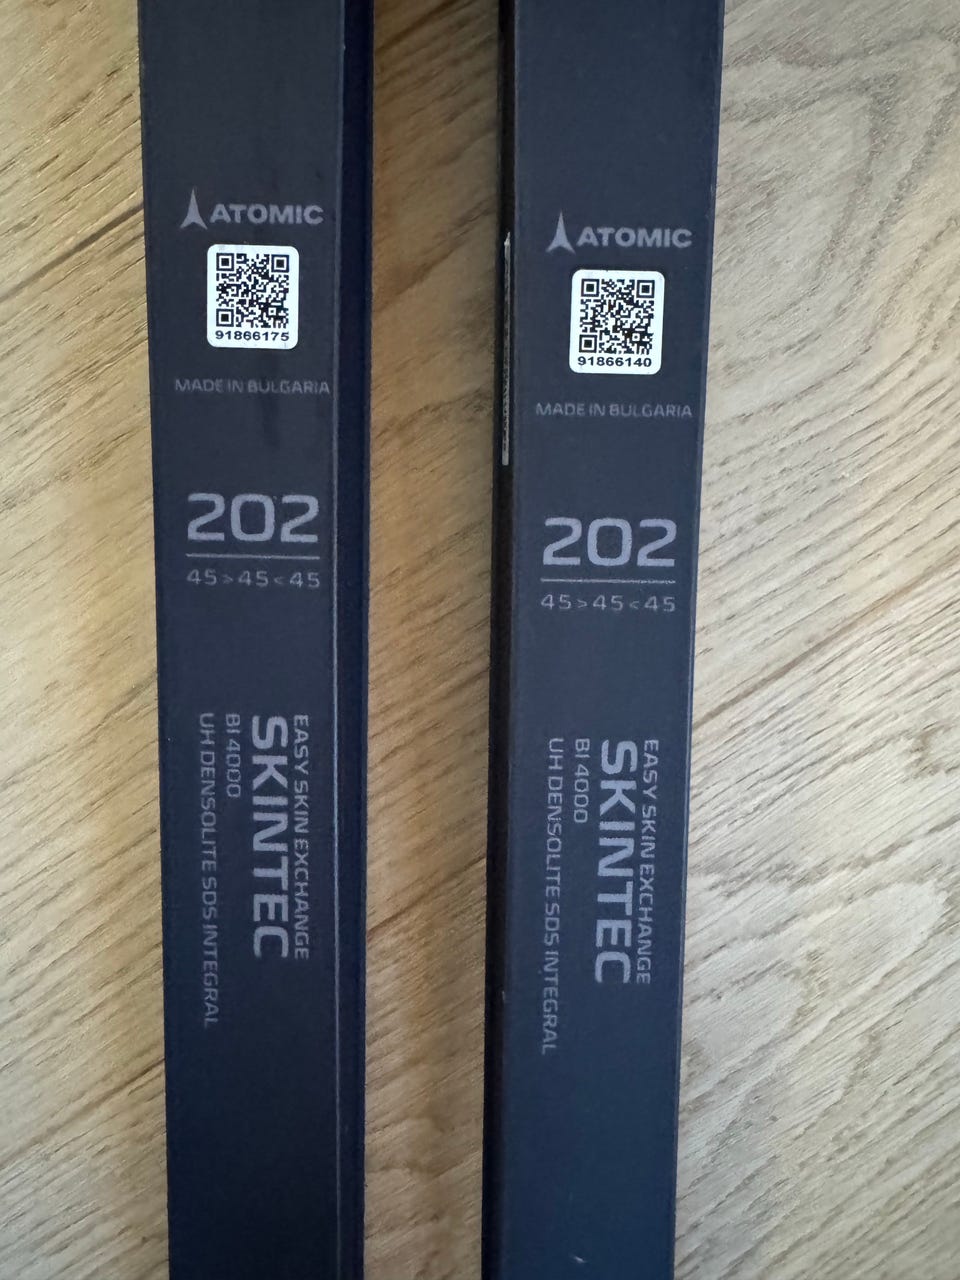 ATOMIC
91866175
MADE IN BULGARIA
202
45>45<45
EASY SKIN EXCHANGE
SKINTEC
BI 4000
UH DENSOLITE SDS INTEGRAL
ATOMIC
91866140
MADE IN BULGARIA
202
45>45<45
EASY SKIN EXCHANGE
SKINTEC
BI 4000
UH DENSOLITE SDS INTEGRAL